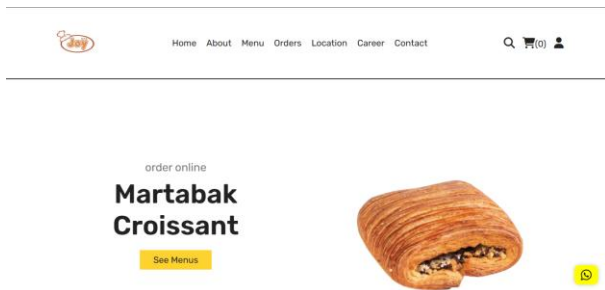 Joy
Home About Menu Orders Location Career Contact
(0)
order online
Martabak
Croissant
See Menus